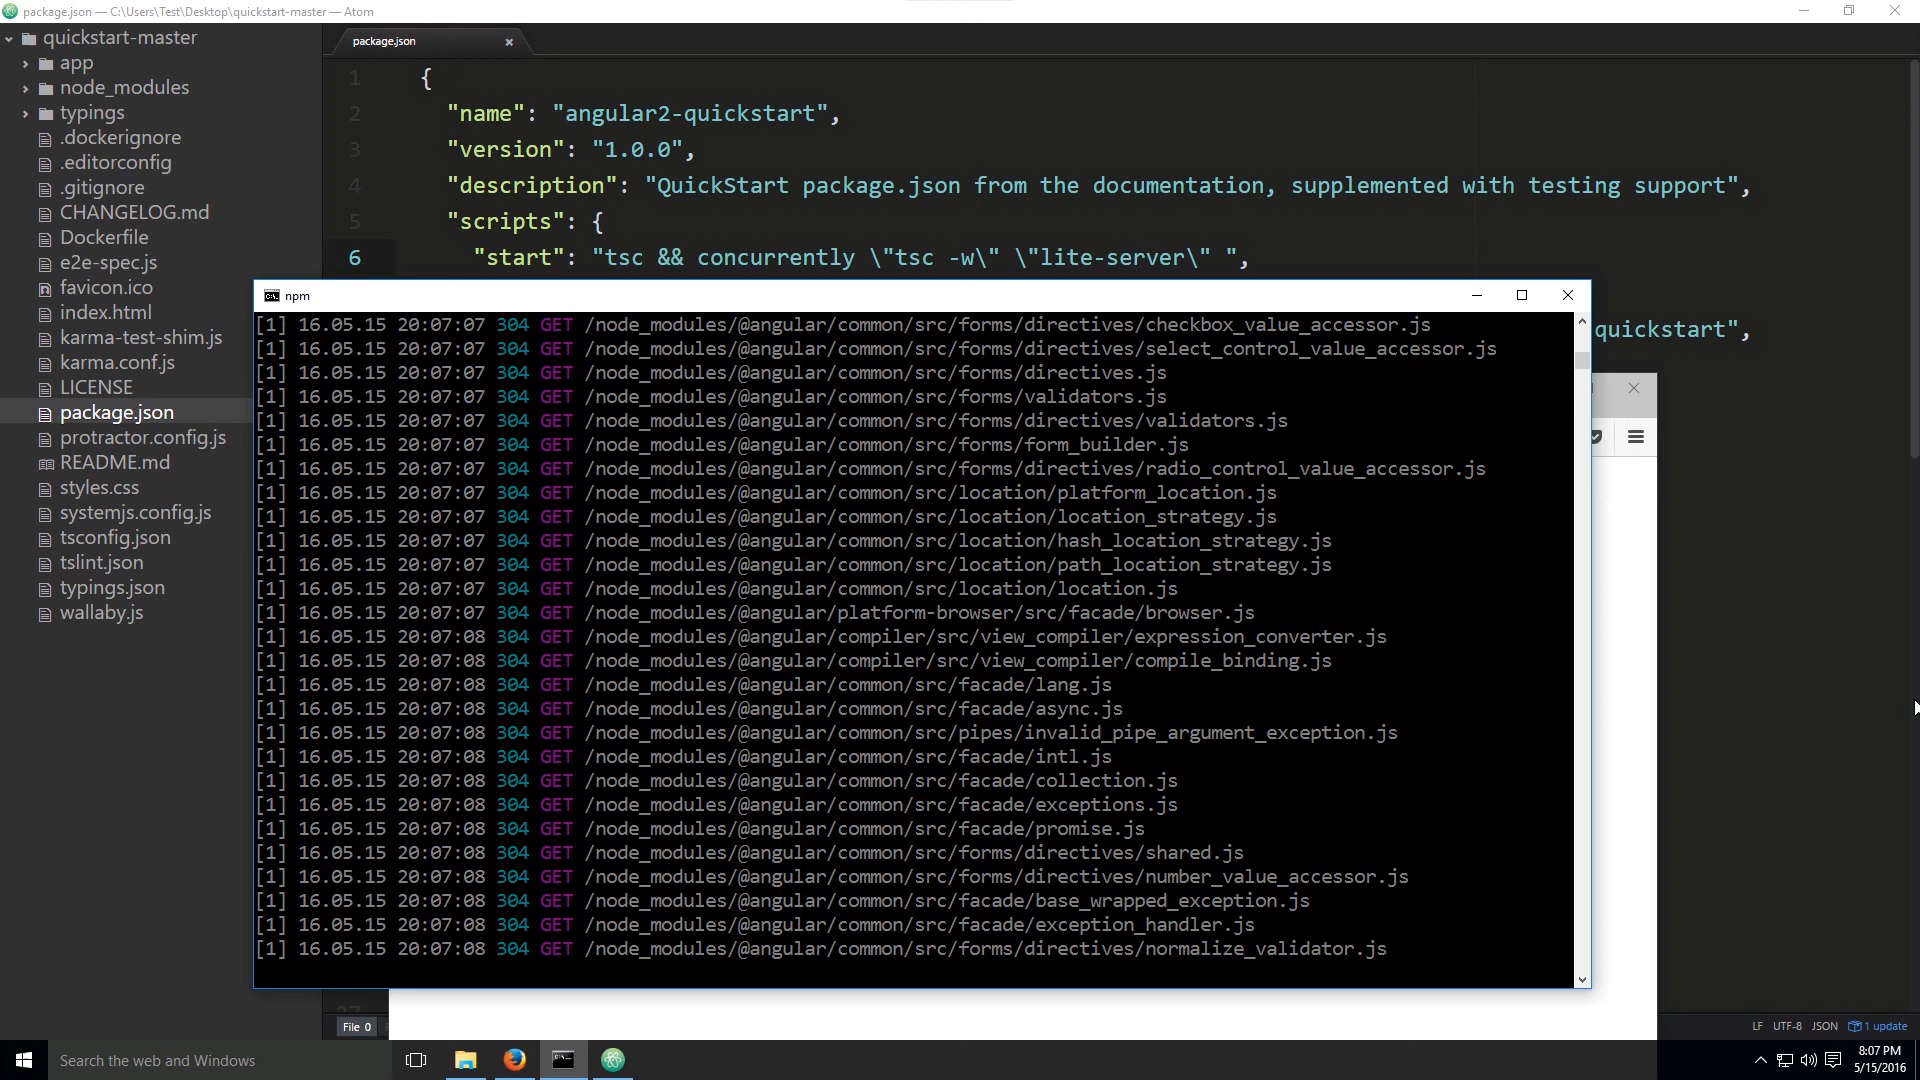 package.json — C:\Users\Test\Desktop\quickstart-master — Atom
quickstart-master
app
node_modules
typings
.dockerignore
.editorconfig
.gitignore
CHANGELOG.md
Dockerfile
e2e-spec.js
favicon.ico
index.html
karma-test-shim.js
karma.conf.js
LICENSE
package.json
protractor.config.js
README.md
styles.css
systemjs.config.js
tsconfig.json
tslint.json
typings.json
wallaby.js
package.json
1 {
2 "name": "angular2-quickstart",
3 "version": "1.0.0",
4 "description": "QuickStart package.json from the documentation, supplemented with testing support",
5 "scripts": {
6 "start": "tsc && concurrently \"tsc -w\" \"lite-server\" ",
quickstart",
npm
[1] 16.05.15 20:07:07 304 GET /node_modules/@angular/common/src/forms/directives/checkbox_value_accessor.js
[1] 16.05.15 20:07:07 304 GET /node_modules/@angular/common/src/forms/directives/select_control_value_accessor.js
[1] 16.05.15 20:07:07 304 GET /node_modules/@angular/common/src/forms/directives.js
[1] 16.05.15 20:07:07 304 GET /node_modules/@angular/common/src/forms/validators.js
[1] 16.05.15 20:07:07 304 GET /node_modules/@angular/common/src/forms/directives/validators.js
[1] 16.05.15 20:07:07 304 GET /node_modules/@angular/common/src/forms/form_builder.js
[1] 16.05.15 20:07:07 304 GET /node_modules/@angular/common/src/forms/directives/radio_control_value_accessor.js
[1] 16.05.15 20:07:07 304 GET /node_modules/@angular/common/src/location/platform_location.js
[1] 16.05.15 20:07:07 304 GET /node_modules/@angular/common/src/location/location_strategy.js
[1] 16.05.15 20:07:07 304 GET /node_modules/@angular/common/src/location/hash_location_strategy.js
[1] 16.05.15 20:07:07 304 GET /node_modules/@angular/common/src/location/path_location_strategy.js
[1] 16.05.15 20:07:07 304 GET /node_modules/@angular/common/src/location/location.js
[1] 16.05.15 20:07:07 304 GET /node_modules/@angular/platform-browser/src/facade/browser.js
[1] 16.05.15 20:07:08 304 GET /node_modules/@angular/compiler/src/view_compiler/expression_converter.js
[1] 16.05.15 20:07:08 304 GET /node_modules/@angular/compiler/src/view_compiler/compile_binding.js
[1] 16.05.15 20:07:08 304 GET /node_modules/@angular/common/src/facade/lang.js
[1] 16.05.15 20:07:08 304 GET /node_modules/@angular/common/src/facade/async.js
[1] 16.05.15 20:07:08 304 GET /node_modules/@angular/common/src/pipes/invalid_pipe_argument_exception.js
[1] 16.05.15 20:07:08 304 GET /node_modules/@angular/common/src/facade/intl.js
[1] 16.05.15 20:07:08 304 GET /node_modules/@angular/common/src/facade/collection.js
[1] 16.05.15 20:07:08 304 GET /node_modules/@angular/common/src/facade/exceptions.js
[1] 16.05.15 20:07:08 304 GET /node_modules/@angular/common/src/facade/promise.js
[1] 16.05.15 20:07:08 304 GET /node_modules/@angular/common/src/forms/directives/shared.js
[1] 16.05.15 20:07:08 304 GET /node_modules/@angular/common/src/forms/directives/number_value_accessor.js
[1] 16.05.15 20:07:08 304 GET /node_modules/@angular/common/src/facade/base_wrapped_exception.js
[1] 16.05.15 20:07:08 304 GET /node_modules/@angular/common/src/facade/exception_handler.js
[1] 16.05.15 20:07:08 304 GET /node_modules/@angular/common/src/forms/directives/normalize_validator.js
File 0
LF UTF-8 JSON 1 update
Search the web and Windows
8:07 PM
5/15/2016